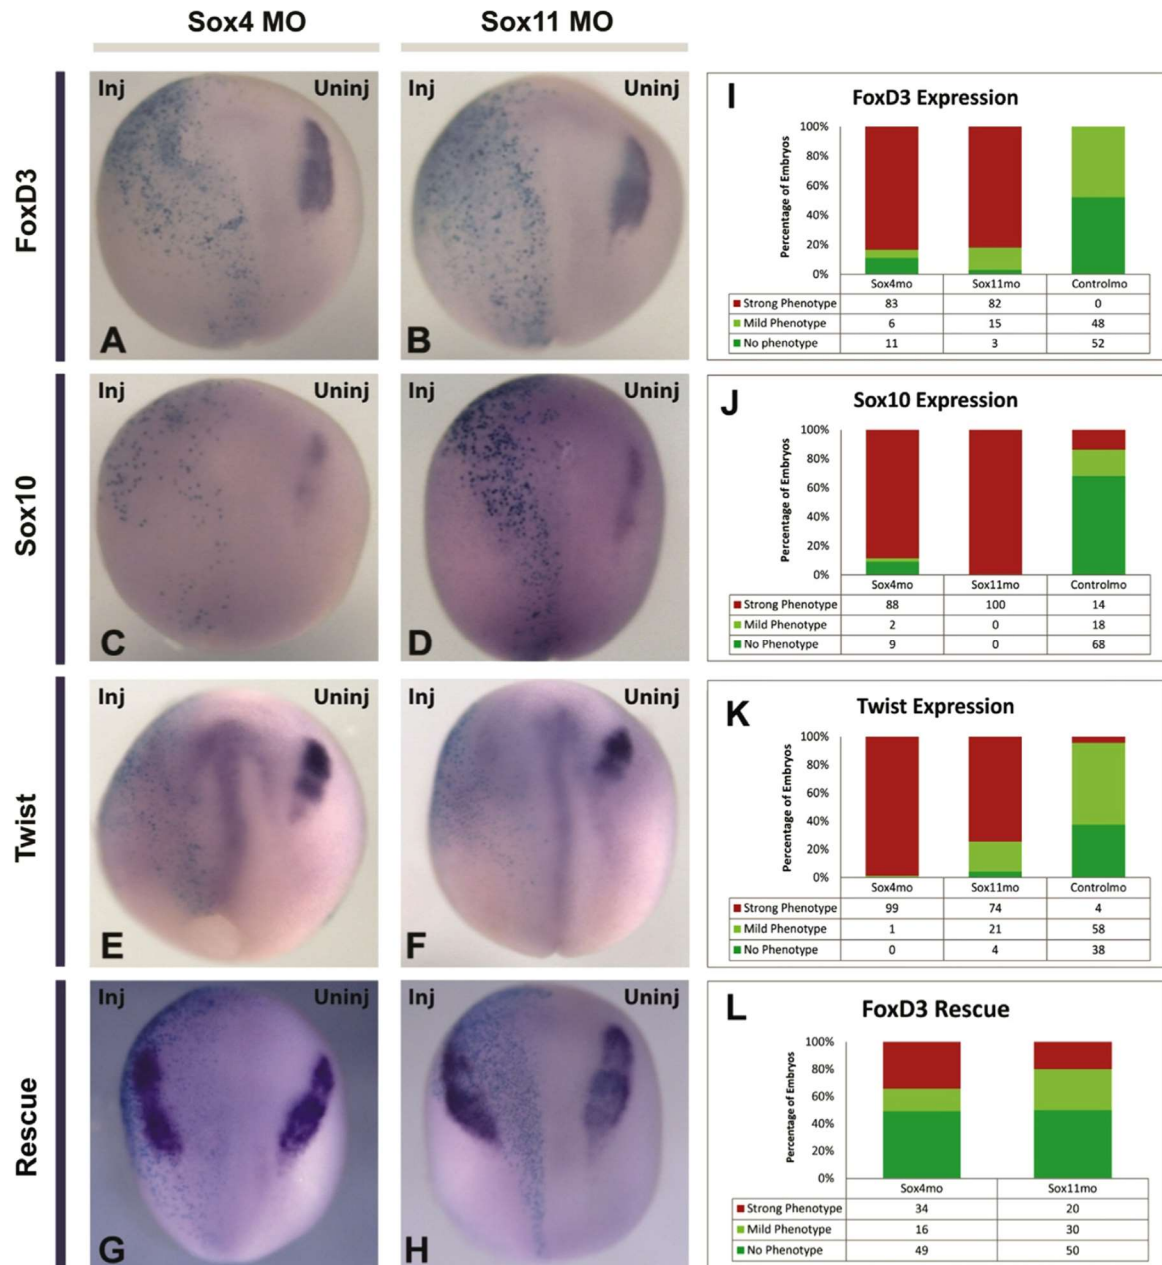 Sox4 MO
Sox11 MO
FoxD3
Inj
Uninj
A
Inj
Uninj
B
I
FoxD3 Expression
Percentage of Embryos
100%
80%
60%
40%
20%
0%
Sox4mo Sox11mo Controlmo
Strong Phenotype 83 82 0
Mild Phenotype 6 15 48
No phenotype 11 3 52
Sox10
Inj
Uninj
C
Inj
Uninj
D
J
Sox10 Expression
Percentage of Embryos
100%
80%
60%
40%
20%
0%
Sox4mo Sox11mo Controlmo
Strong Phenotype 88 100 14
Mild Phenotype 2 0 18
No Phenotype 9 0 68
Twist
Inj
Uninj
E
Inj
Uninj
F
K
Twist Expression
Percentage of Embryos
100%
80%
60%
40%
20%
0%
Sox4mo Sox11mo Controlmo
Strong Phenotype 99 74 4
Mild Phenotype 1 21 58
No Phenotype 0 4 38
Rescue
Inj
Uninj
G
Inj
Uninj
H
L
FoxD3 Rescue
Percentage of Embryos
100%
80%
60%
40%
20%
0%
Sox4mo Sox11mo
Strong Phenotype 34 20
Mild Phenotype 16 30
No Phenotype 49 50